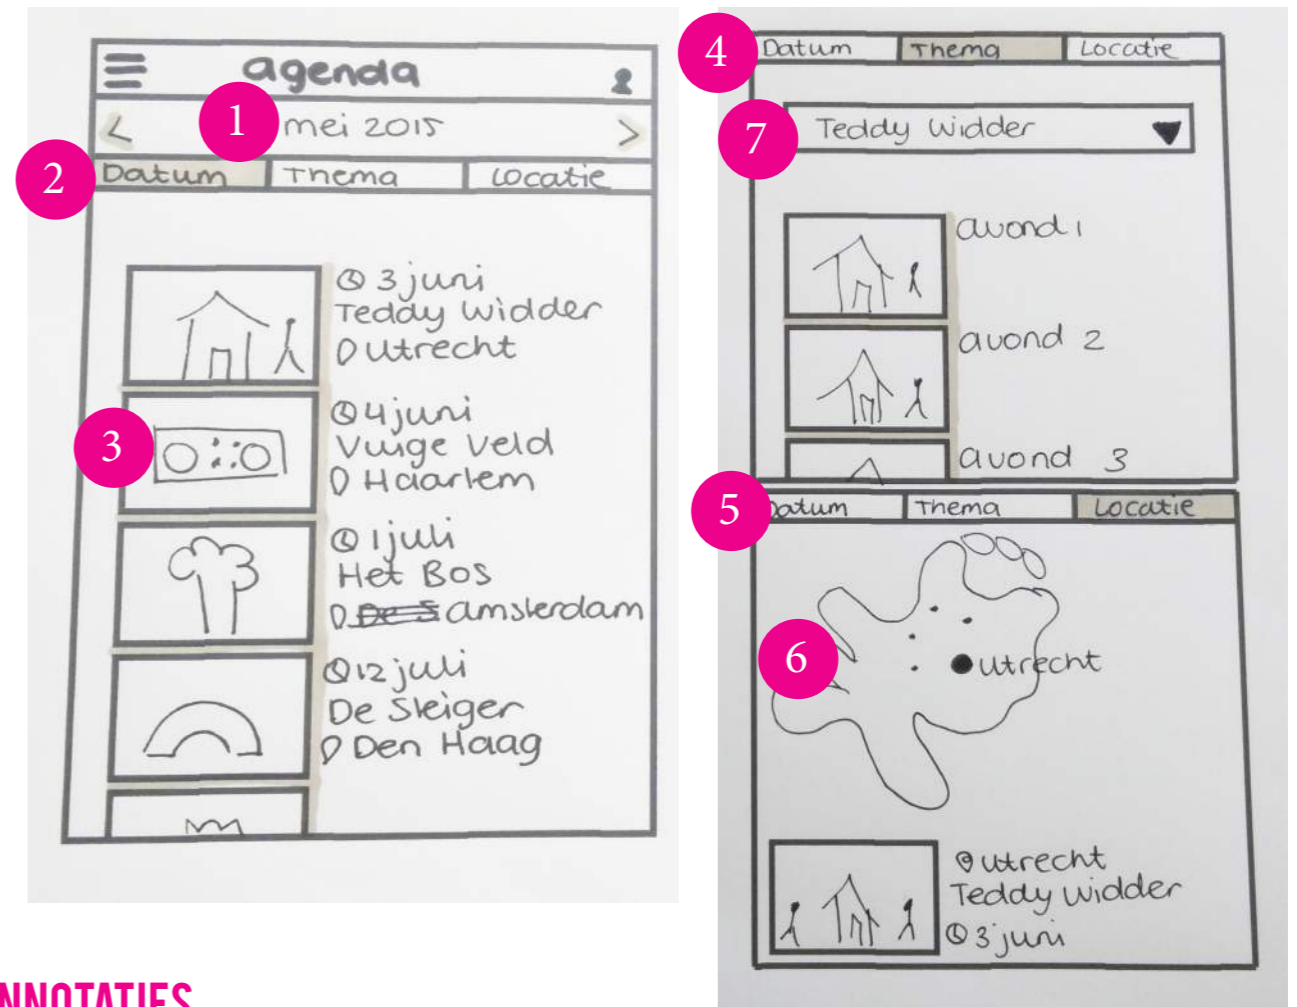 agenda
1
mei 2015
2
Datum
Thema
Locatie
3 juni
Teddy Widder
Utrecht
3
4 juni
Vuige Veld
Haarlem
1 juli
Het Bos
De S Amsterdam
12 juli
De Steiger
Den Haag
4
Datum
Thema
Locatie
7
Teddy Widder
avond 1
avond 2
avond 3
5
Datum
Thema
Locatie
6
Utrecht
Utrecht
Teddy Widder
3 juni
NNOTATIES